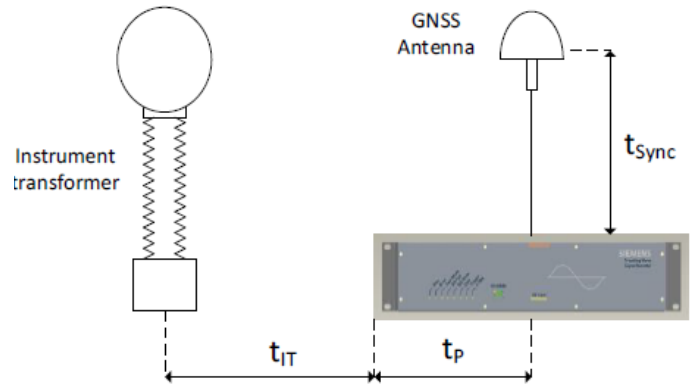 GNSS
Antenna
Instrument
transformer
tSync
SIEMENS
tIT
tP